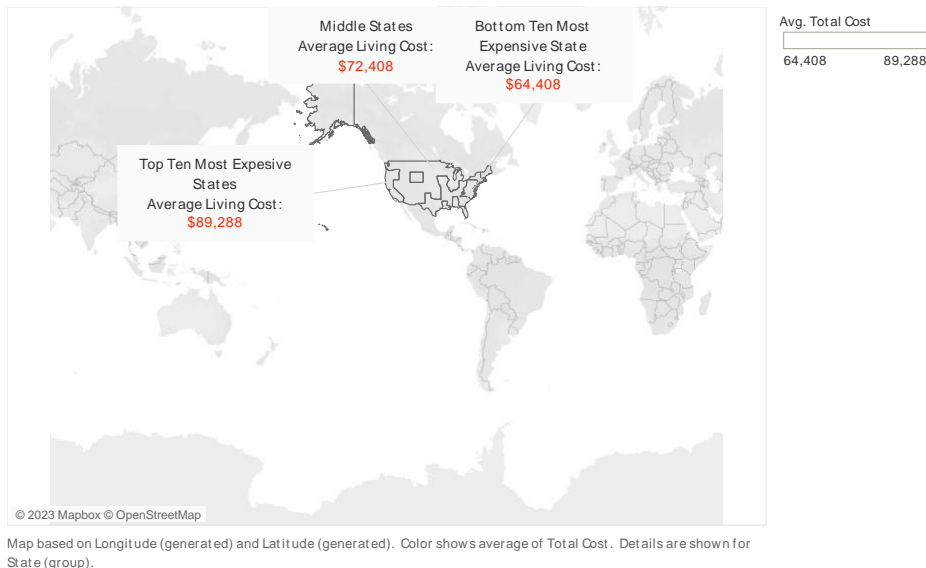 Middle States
Average Living Cost:
$72,408
Bottom Ten Most
Expensive State
Average Living Cost:
$64,408
Avg. Total Cost
64,408 89,288
Top Ten Most Expesive
States
Average Living Cost:
$89,288
© 2023 Mapbox © OpenStreetMap
Map based on Longitude (generated) and Latitude (generated). Color shows average of Total Cost. Details are shown for
State (group).